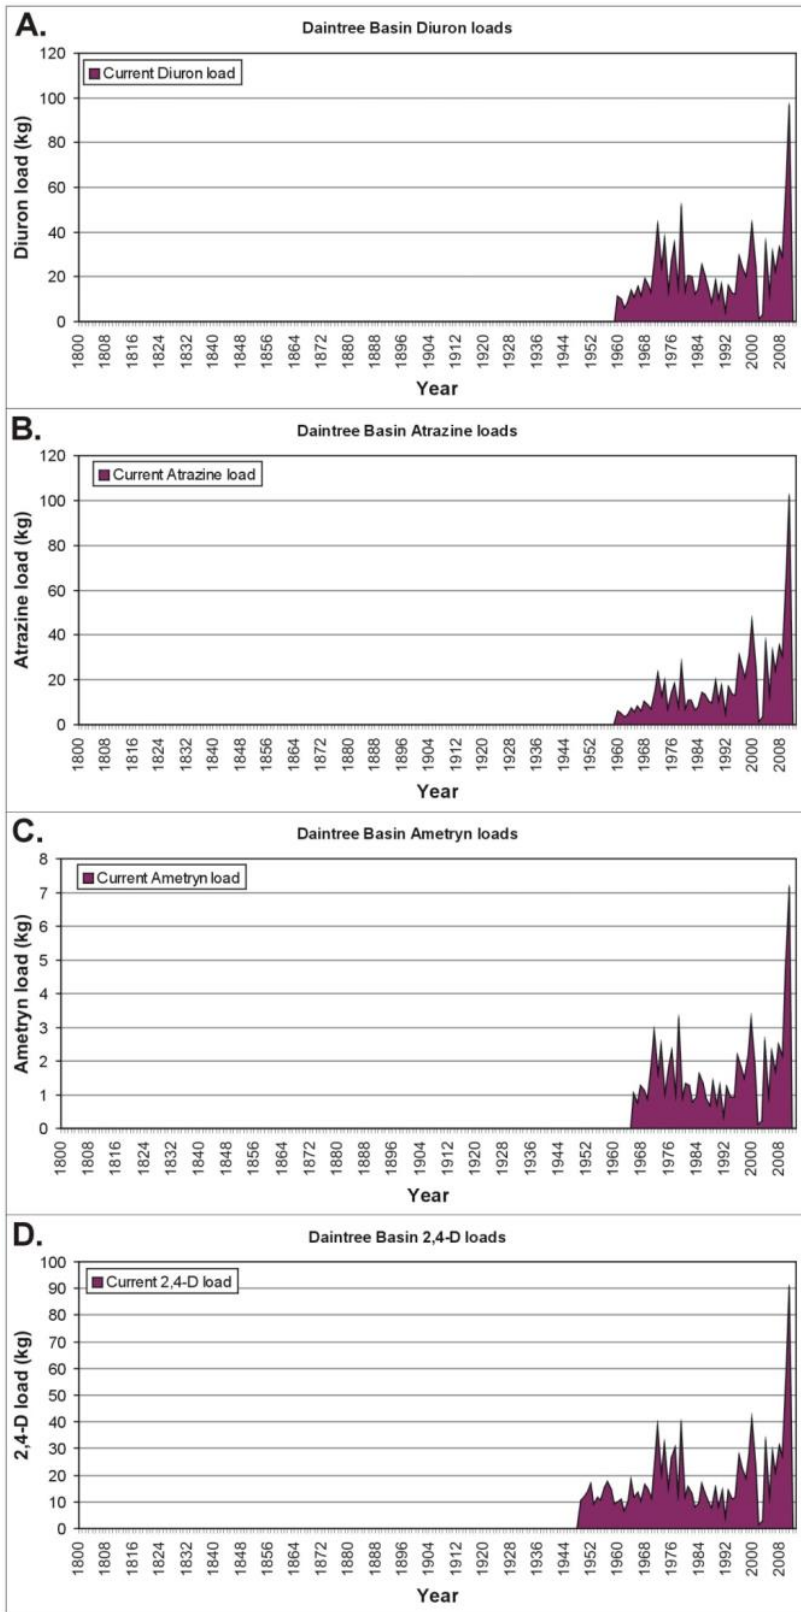 A.
Daintree Basin Diuron loads
Current Diuron load
Diuron load (kg)
120
100
80
60
40
20
0
1800 1808 1816 1824 1832 1840 1848 1856 1864 1872 1880 1888 1896 1904 1912 1920 1928 1936 1944 1952 1960 1968 1976 1984 1992 2000 2008
Year
B.
Daintree Basin Atrazine loads
Current Atrazine load
Atrazine load (kg)
120
100
80
60
40
20
0
1800 1808 1816 1824 1832 1840 1848 1856 1864 1872 1880 1888 1896 1904 1912 1920 1928 1936 1944 1952 1960 1968 1976 1984 1992 2000 2008
Year
C.
Daintree Basin Ametryn loads
Current Ametryn load
Ametryn load (kg)
8
7
6
5
4
3
2
1
0
1800 1808 1816 1824 1832 1840 1848 1856 1864 1872 1880 1888 1896 1904 1912 1920 1928 1936 1944 1952 1960 1968 1976 1984 1992 2000 2008
Year
D.
Daintree Basin 2,4-D loads
Current 2,4-D load
2,4-D load (kg)
100
90
80
70
60
50
40
30
20
10
0
1800 1808 1816 1824 1832 1840 1848 1856 1864 1872 1880 1888 1896 1904 1912 1920 1928 1936 1944 1952 1960 1968 1976 1984 1992 2000 2008
Year